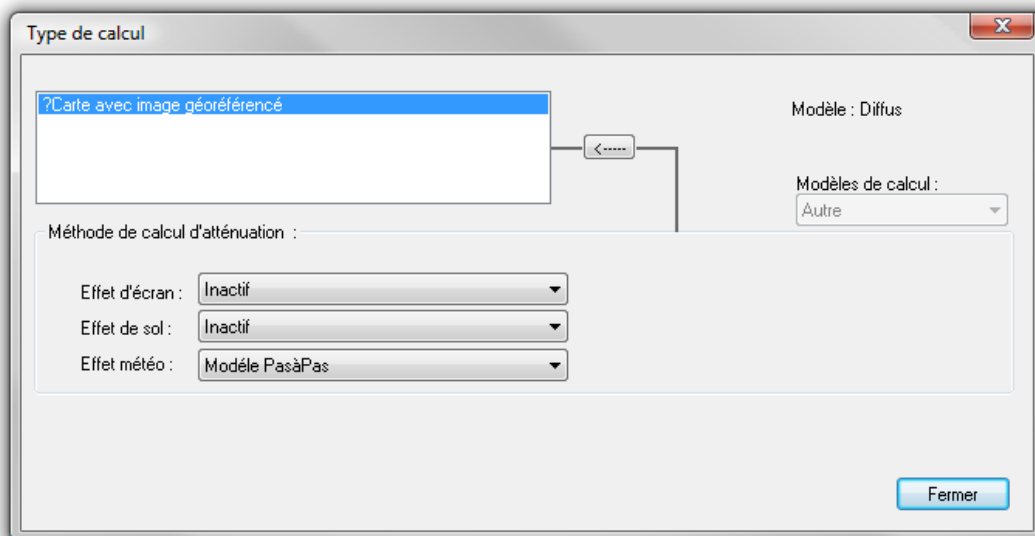 Type de calcul
?Carte avec image géoréférencé
Modèle : Diffus
<-----
Modèles de calcul :
Autre
Méthode de calcul d'atténuation :
Effet d'écran : Inactif
Effet de sol : Inactif
Effet météo : Modéle PasàPas
Fermer